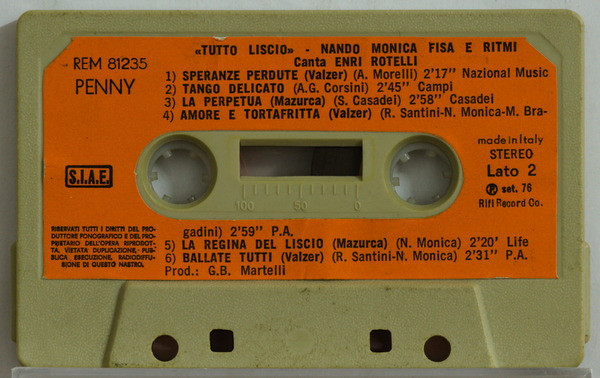 «TUTTO LISCIO» - NANDO MONICA FISA E RITMI
Canta ENRI ROTELLI
REM 81235
PENNY
1) SPERANZE PERDUTE (Valzer) (A. Morelli) 2'17" Nazional Music
2) TANGO DELICATO (A.G. Corsini) 2'45" Campi
3) LA PERPETUA (Mazurca) (S. Casadei) 2'58" Casadei
4) AMORE E TORTAFRITTA (Valzer) (R. Santini-N. Monica-M. Bra-
gadini) 2'59" P.A.
5) LA REGINA DEL LISCIO (Mazurca) (N. Monica) 2'20' Life
6) BALLATE TUTTI (Valzer) (R. Santini-N. Monica) 2'31" P.A.
Prod.: G.B. Martelli
made in Italy
STEREO
Lato 2
Ⓟ set. 76
Rifi Record Co.
S.I.A.E.
RISERVATI TUTTI I DIRITTI DEL PRO-
DUTTORE FONOGRAFICO E DEL PRO-
PRIETARIO DELL'OPERA RIPRODOT-
TA. VIETATA DUPLICAZIONE, PUB-
BLICA ESECUZIONE, RADIODIFFU-
SIONE DI QUESTO NASTRO.
100 50 0